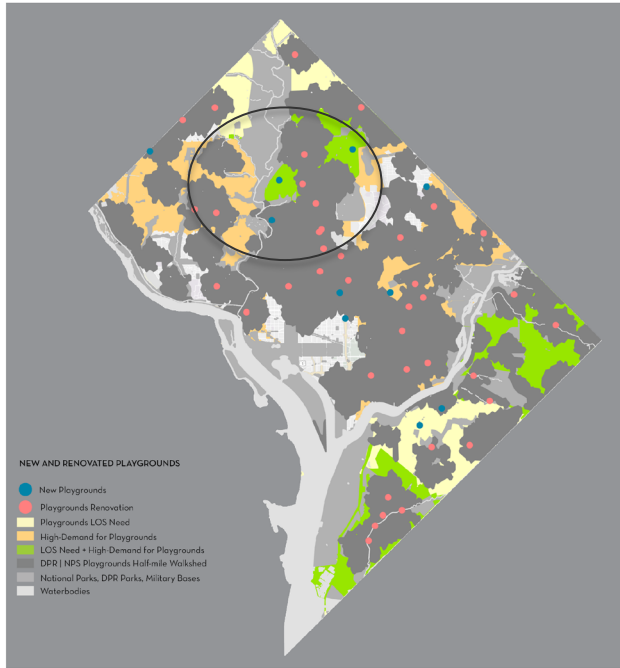 NEW AND RENOVATED PLAYGROUNDS
New Playgrounds
Playgrounds Renovation
Playgrounds LOS Need
High-Demand for Playgrounds
LOS Need + High-Demand for Playgrounds
DPR | NPS Playgrounds Half-mile Walkshed
National Parks, DPR Parks, Military Bases
Waterbodies